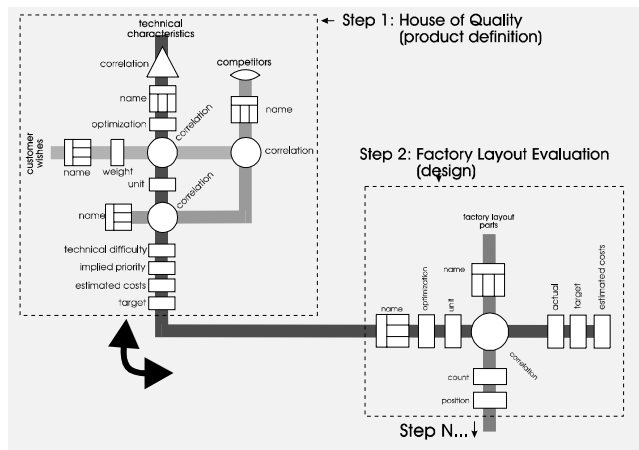 technical
characteristics
Step 1: House of Quality
(product definition)
correlation
competitors
name
name
optimization
correlation
customer
wishes
name
weight
correlation
unit
correlation
name
technical difficulty
implied priority
estimated costs
target
Step 2: Factory Layout Evaluation
(design)
factory layout
parts
name
name
optimization
unit
actual
target
estimated costs
correlation
count
position
Step N...